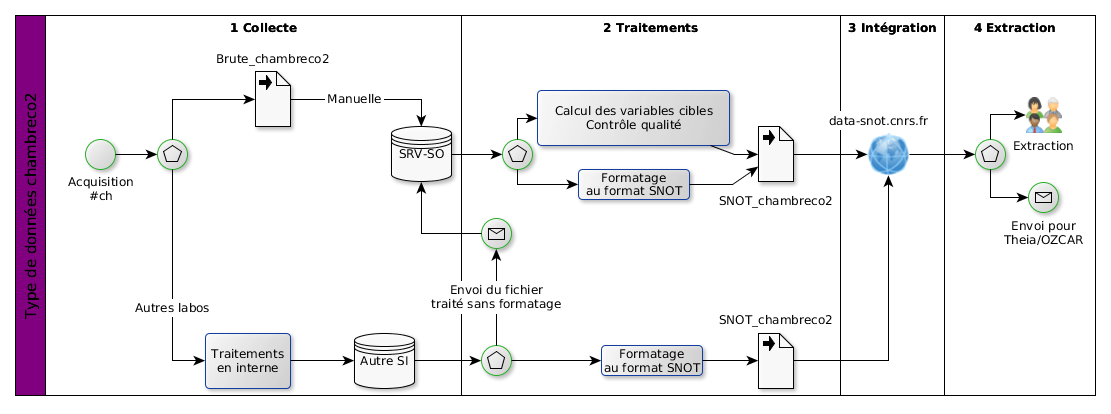 Type de données chambreco2
1 Collecte
2 Traitements
3 Intégration
4 Extraction
Brute_chambreco2
Manuelle
Acquisition
#ch
SRV-SO
Autres labos
Traitements
en interne
Autre SI
Calcul des variables cibles
Contrôle qualité
Formatage
au format SNOT
SNOT_chambreco2
Envoi du fichier
traité sans formatage
Formatage
au format SNOT
SNOT_chambreco2
data-snot.cnrs.fr
Extraction
Envoi pour
Theia/OZCAR